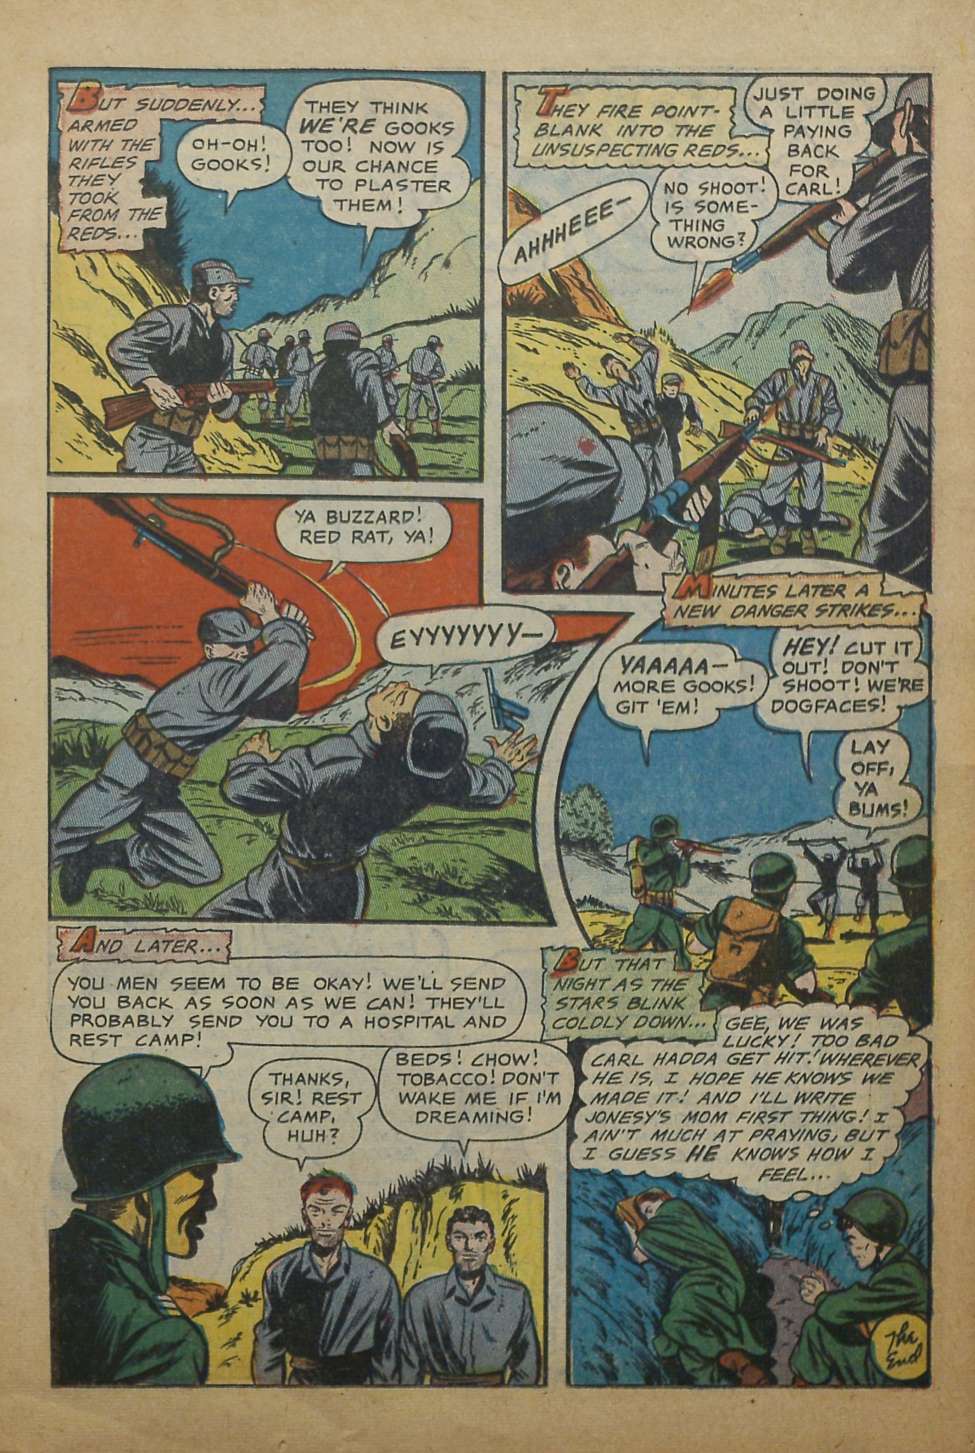 BUT SUDDENLY...
ARMED
WITH THE
RIFLES
THEY
TOOK
FROM THE
REDS...
OH-OH!
GOOKS!
THEY THINK
WE'RE GOOKS
TOO! NOW IS
OUR CHANCE
TO PLASTER
THEM!
THEY FIRE POINT-
BLANK INTO THE
UNSUSPECTING REDS...
JUST DOING
A LITTLE
PAYING
BACK
FOR
CARL!
AHHHEEE-
NO SHOOT!
IS SOME-
THING
WRONG?
2
YA BUZZARD!
RED RAT, YA!
EYYYYYYY-
MINUTES LATER A
NEW DANGER STRIKES...
YAAAAA-
MORE GOOKS!
GIT 'EM!
HEY! CUT IT
OUT! DON'T
SHOOT! WE'RE
DOGFACES!
LAY
OFF,
YA
BUMS!
AND LATER...
YOU MEN SEEM TO BE OKAY! WE'LL SEND
YOU BACK AS SOON AS WE CAN! THEY'LL
PROBABLY SEND YOU TO A HOSPITAL AND
REST CAMP!
THANKS,
SIR! REST
CAMP,
HUH?
BEDS! CHOW!
TOBACCO! DON'T
WAKE ME IF I'M
DREAMING!
BUT THAT
NIGHT AS THE
STARS BLINK
COLDLY DOWN...
GEE, WE WAS
LUCKY! TOO BAD
CARL HADDA GET HIT! WHEREVER
HE IS, I HOPE HE KNOWS WE
MADE IT! AND I'LL WRITE
JONESY'S MOM FIRST THING! I
AIN'T MUCH AT PRAYING, BUT
I GUESS HE KNOWS HOW I
FEEL...
The
End